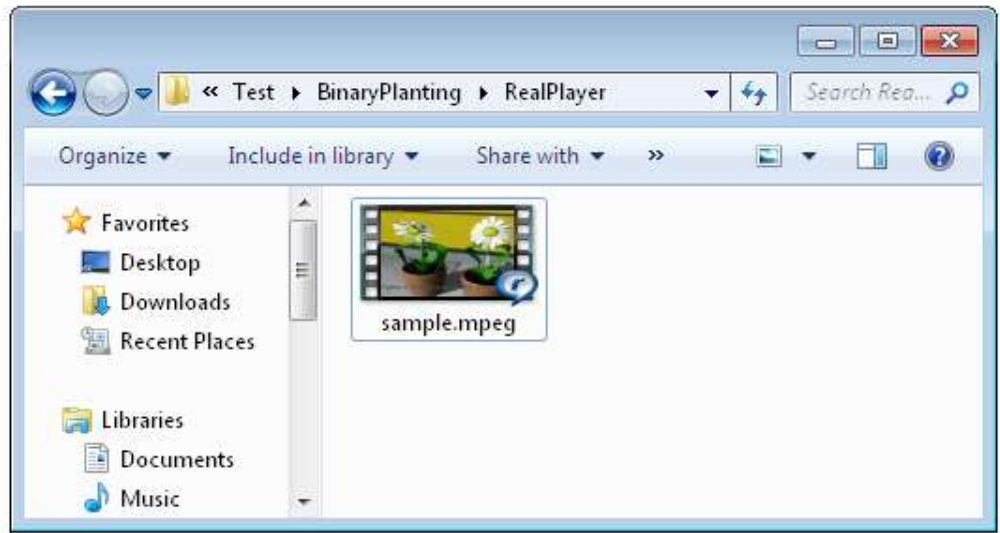 « Test ▸ BinaryPlanting ▸ RealPlayer
Search Rea...
Organize Include in library Share with »
Favorites
Desktop
Downloads
Recent Places
Libraries
Documents
Music
sample.mpeg